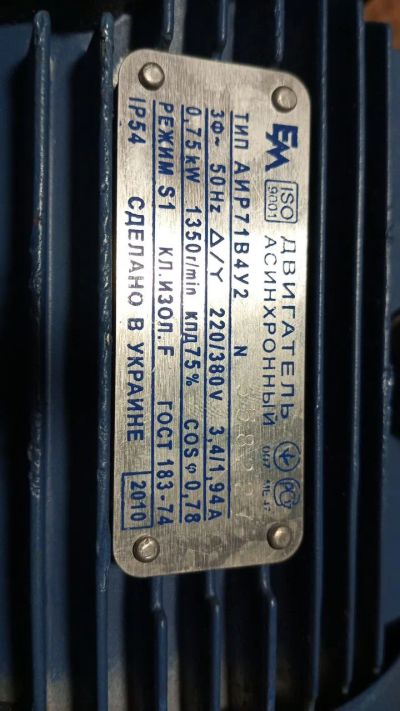 EM ISO 9001 ДВИГАТЕЛЬ АСИНХРОННЫЙ
ТИП АИР71В4У2 N
3Ф~ 50Hz Δ/Y 220/380V 3,4/1,94A
0,75kW 1350r/min КПД75% COSφ0,78
РЕЖИМ S1 КЛ.ИЗОЛ.F ГОСТ 183-74
IP54 СДЕЛАНО В УКРАИНЕ 2010